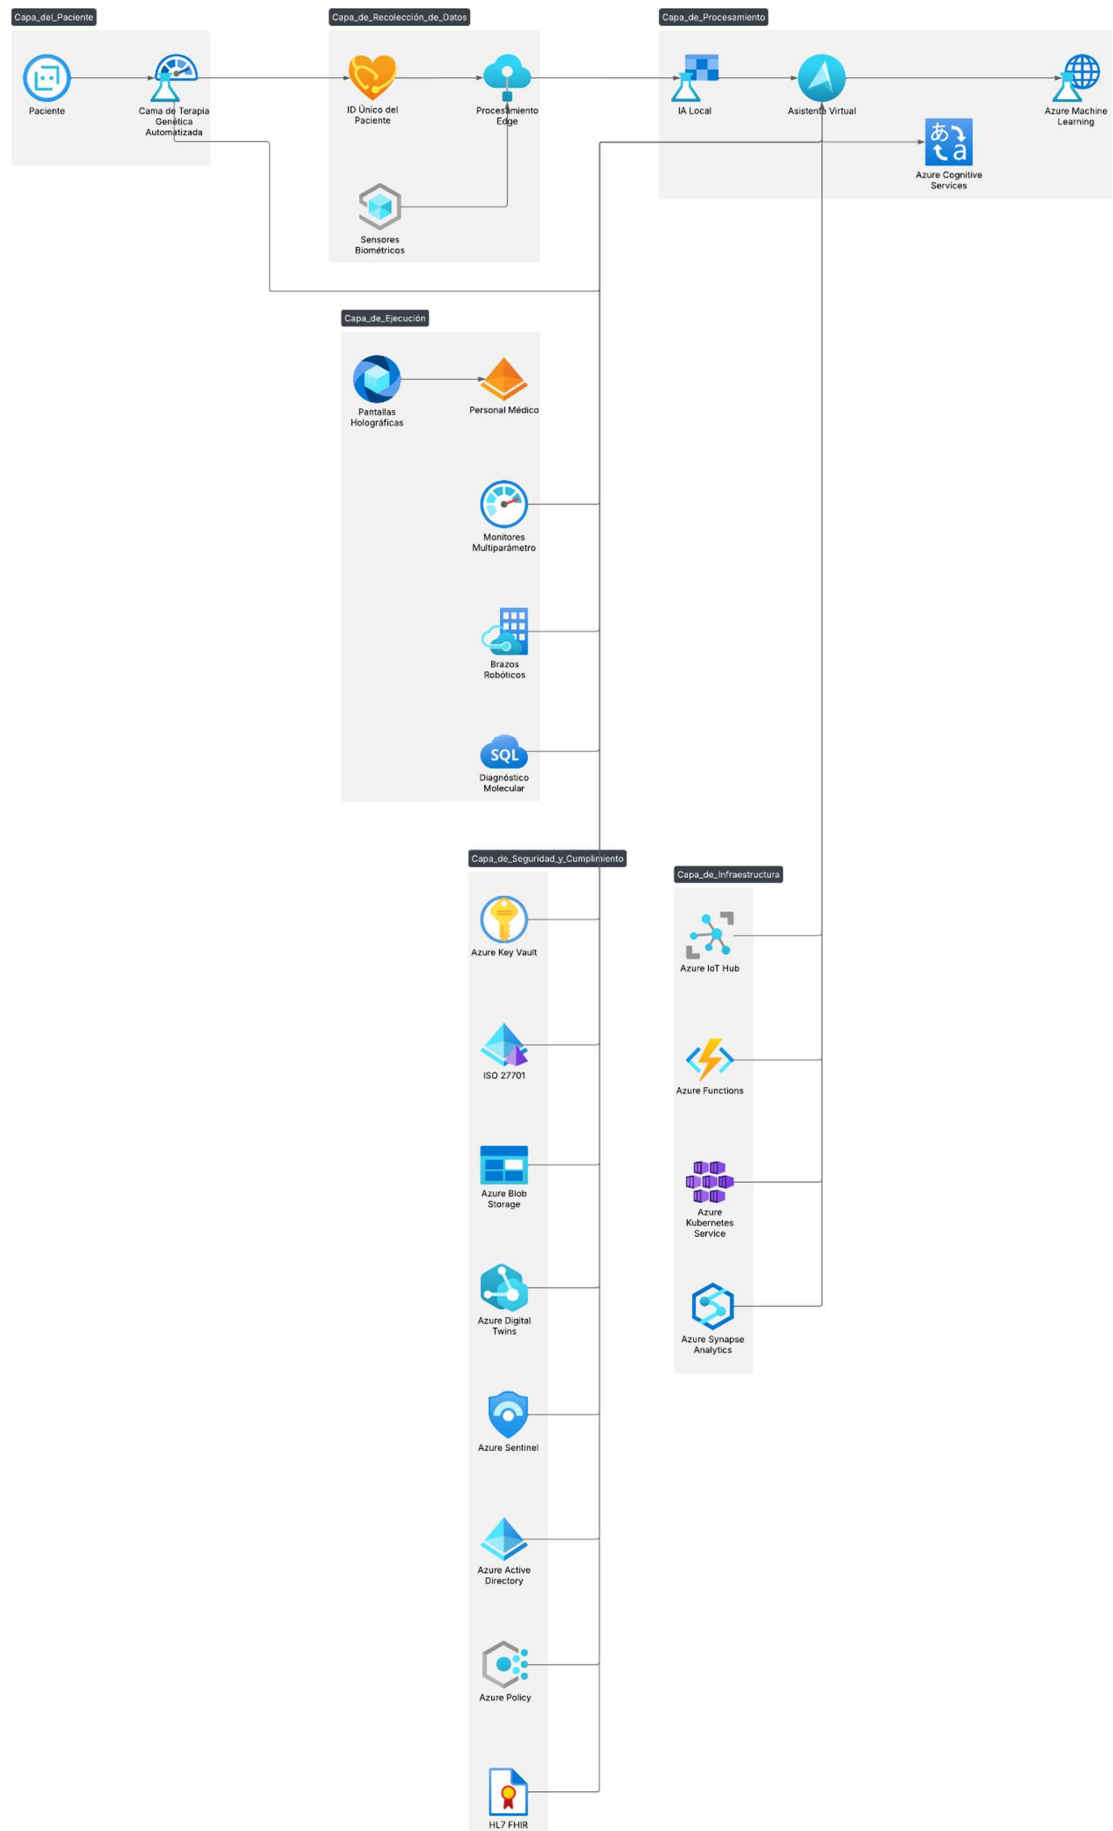 Capa_del_Paciente
Paciente
Cama de Terapia
Genética
Automatizada
Capa_de_Recolección_de_Datos
ID Único del
Paciente
Procesamiento
Edge
Sensores
Biométricos
Capa_de_Procesamiento
IA Local
Asistente Virtual
Azure Machine
Learning
あ
a
Azure Cognitive
Services
Capa_de_Ejecución
Pantallas
Holográficas
Personal Médico
Monitores
Multiparámetro
Brazos
Robóticos
SQL
Diagnóstico
Molecular
Capa_de_Seguridad_y_Cumplimiento
Azure Key Vault
ISO 27701
Azure Blob
Storage
Azure Digital
Twins
Azure Sentinel
Azure Active
Directory
Azure Policy
HL7 FHIR
Capa_de_Infraestructura
Azure IoT Hub
Azure Functions
Azure
Kubernetes
Service
Azure Synapse
Analytics